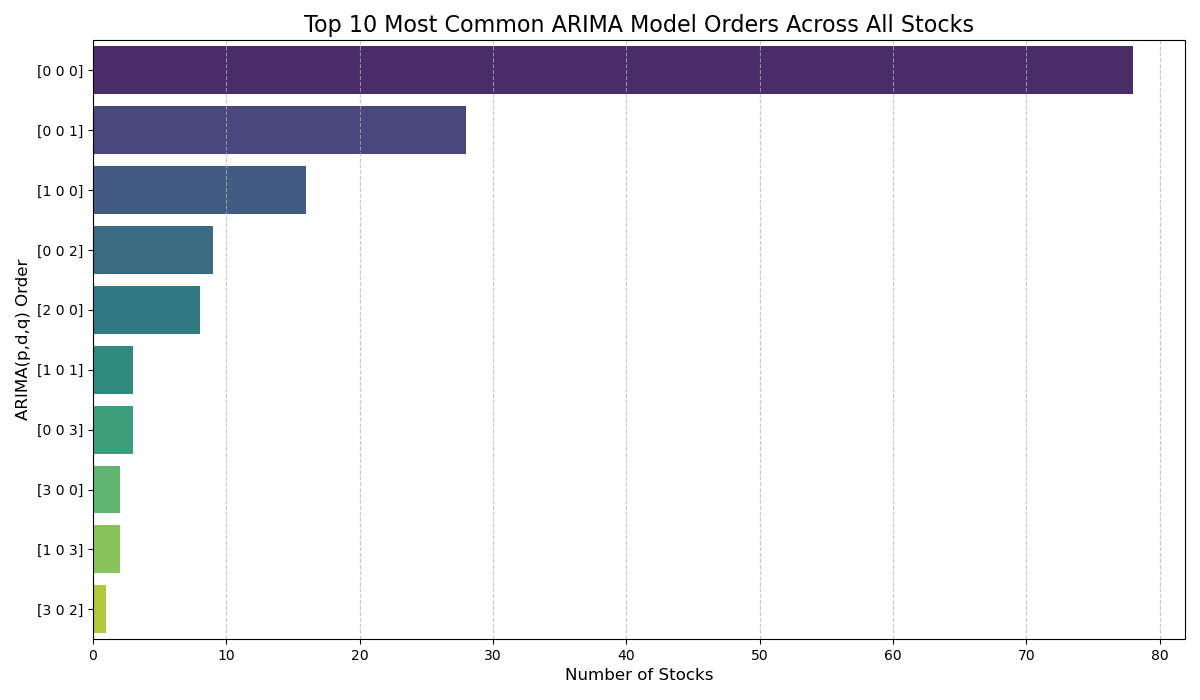 Top 10 Most Common ARIMA Model Orders Across All Stocks
ARIMA(p,d,q) Order
[0 0 0]
[0 0 1]
[1 0 0]
[0 0 2]
[2 0 0]
[1 0 1]
[0 0 3]
[3 0 0]
[1 0 3]
[3 0 2]
0 10 20 30 40 50 60 70 80
Number of Stocks